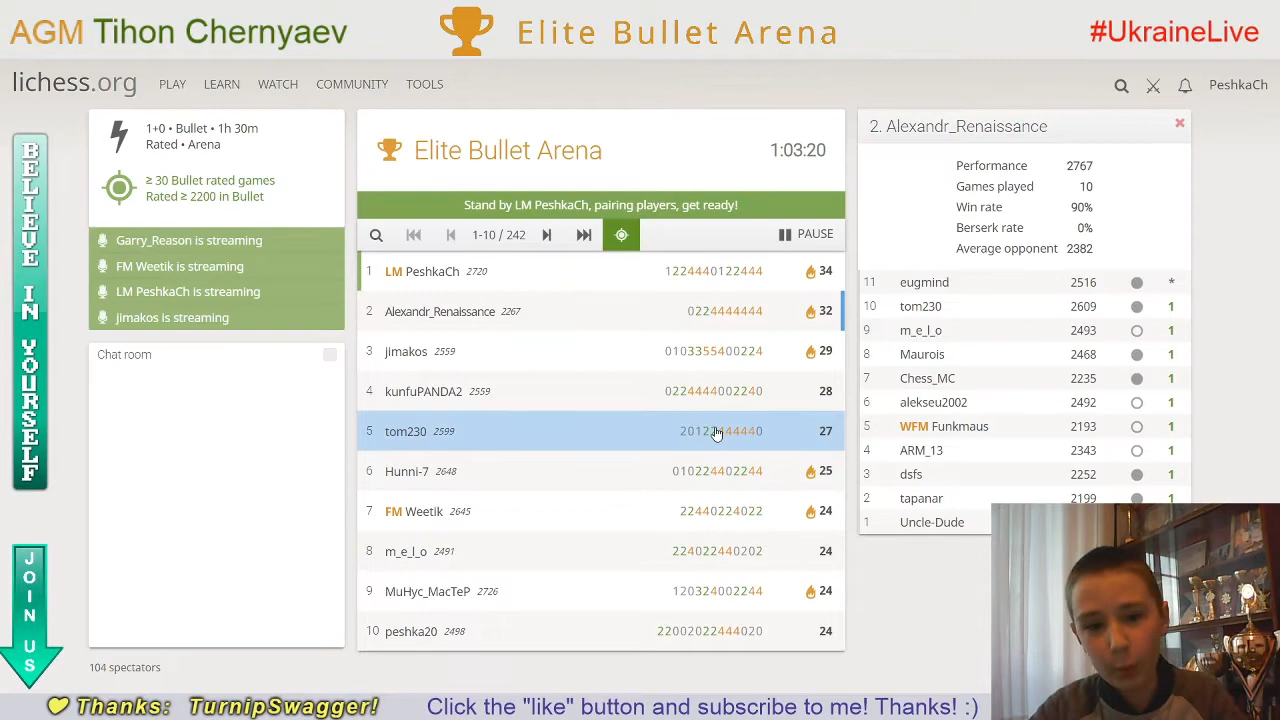 AGM Tihon Chernyaev
Elite Bullet Arena
#UkraineLive
lichess.org
PLAY
LEARN
WATCH
COMMUNITY
TOOLS
PeshkaCh
BELIEVE IN YOURSELF
JOIN US
1+0 • Bullet • 1h 30m
Rated • Arena
≥ 30 Bullet rated games
Rated ≥ 2200 in Bullet
Garry_Reason is streaming
FM Weetik is streaming
LM PeshkaCh is streaming
jimakos is streaming
Chat room
104 spectators
Elite Bullet Arena
1:03:20
Stand by LM PeshkaCh, pairing players, get ready!
1-10 / 242
PAUSE
1 LM PeshkaCh 2720 1224440122444 34
2 Alexandr_Renaissance 2267 0224444444 32
3 jimakos 2559 0103355400224 29
4 kunfuPANDA2 2559 0224444002240 28
5 tom230 2599 27
6 Hunni-7 2648 010224402244 25
7 FM Weetik 2645 22440224022 24
8 m_e_l_o 2491 224022440202 24
9 MuHyc_MacTeP 2726 120324002244 24
10 peshka20 2498 22002022444020 24
2. Alexandr_Renaissance
Performance 2767
Games played 10
Win rate 90%
Berserk rate 0%
Average opponent 2382
11 eugmind 2516 *
10 tom230 2609 1
9 m_e_l_o 2493 1
8 Maurois 2468 1
7 Chess_MC 2235 1
6 alekseu2002 2492 1
5 WFM Funkmaus 2193 1
4 ARM_13 2343 1
3 dsfs 2252 1
2 tapanar 2199 1
1 Uncle-Dude
Thanks: TurnipSwagger!
Click the "like" button and subscribe to me! Thanks! :)